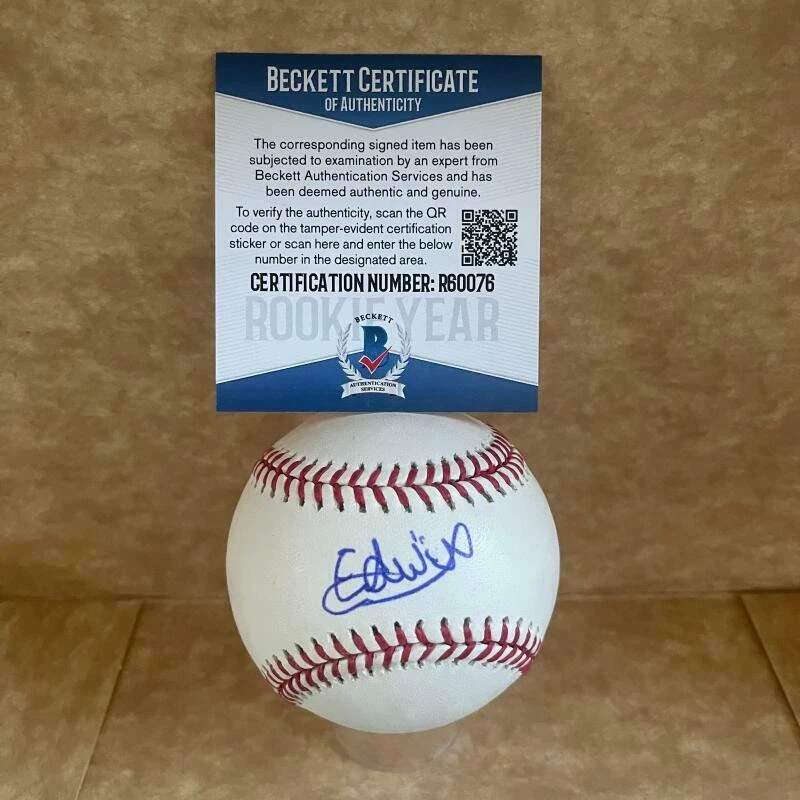 BECKETT CERTIFICATE
OF AUTHENTICITY
The corresponding signed item has been
subjected to examination by an expert from
Beckett Authentication Services and has
been deemed authentic and genuine.
To verify the authenticity, scan the QR
code on the tamper-evident certification
sticker or scan here and enter the below
number in the designated area.
CERTIFICATION NUMBER: R60076
ROOKIE YEAR
BECKETT
B
AUTHENTICATION
SERVICES
Edwin